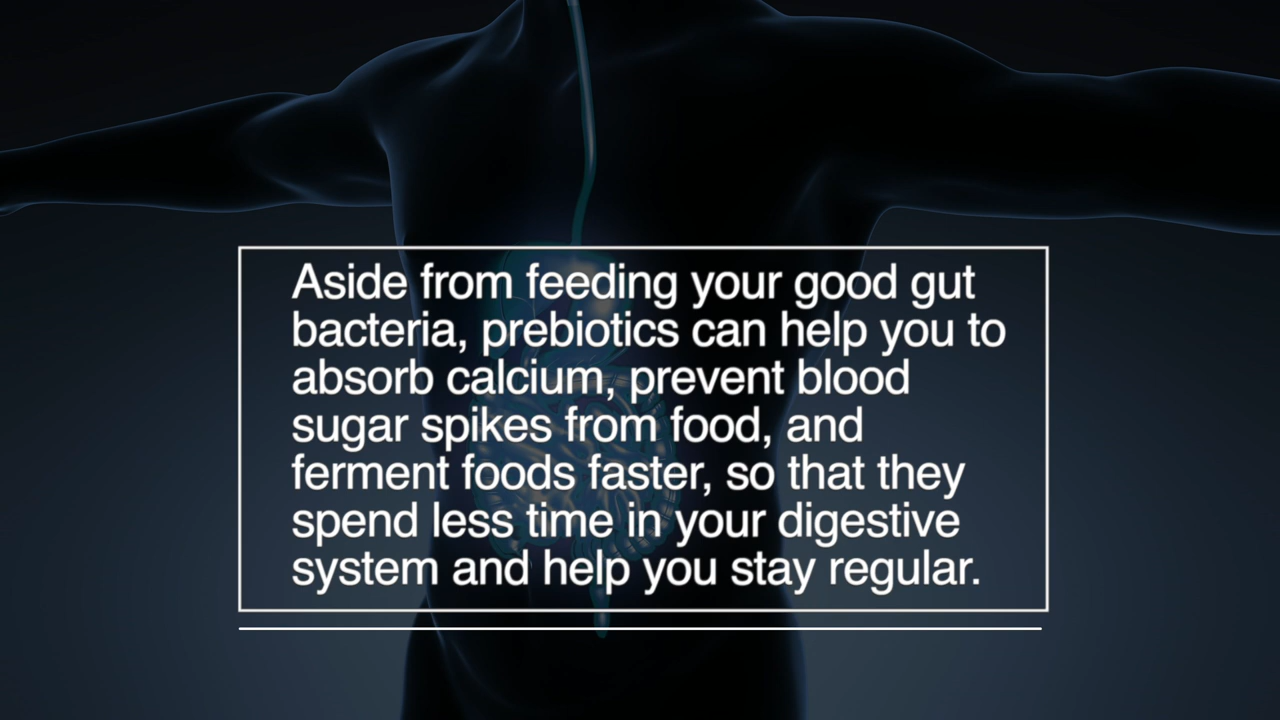 Aside from feeding your good gut
bacteria, prebiotics can help you to
absorb calcium, prevent blood
sugar spikes from food, and
ferment foods faster, so that they
spend less time in your digestive
system and help you stay regular.